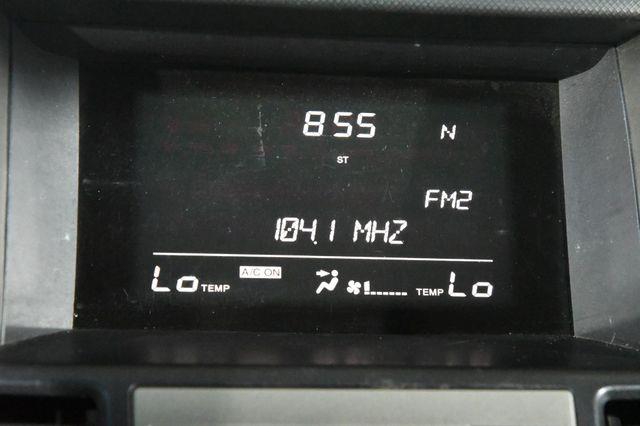 855 N
ST
FM2
104.1 MHZ
Lo TEMP A/C ON TEMP Lo